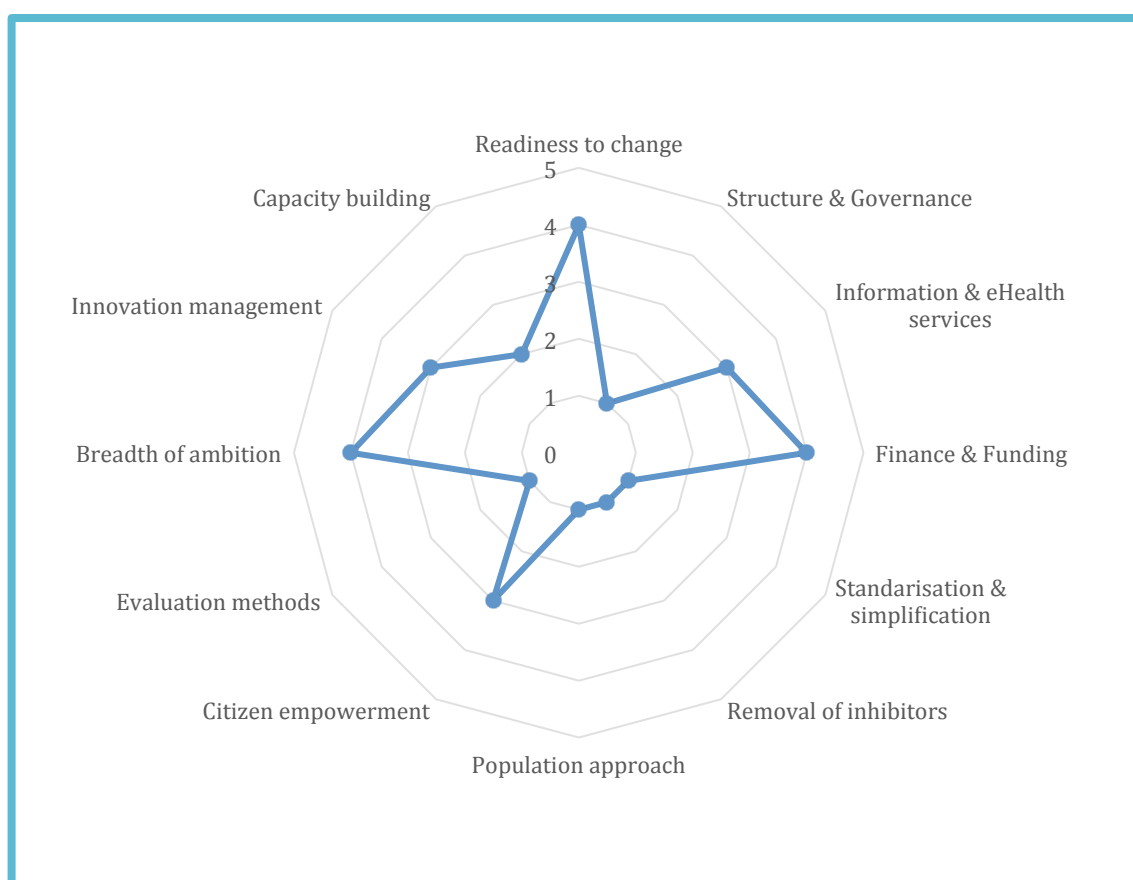 Readiness to change
5
Capacity building
Structure & Governance
4
Innovation management
Information & eHealth
services
3
2
1
Breadth of ambition
0
Finance & Funding
Evaluation methods
Standarisation &
simplification
Citizen empowerment
Removal of inhibitors
Population approach